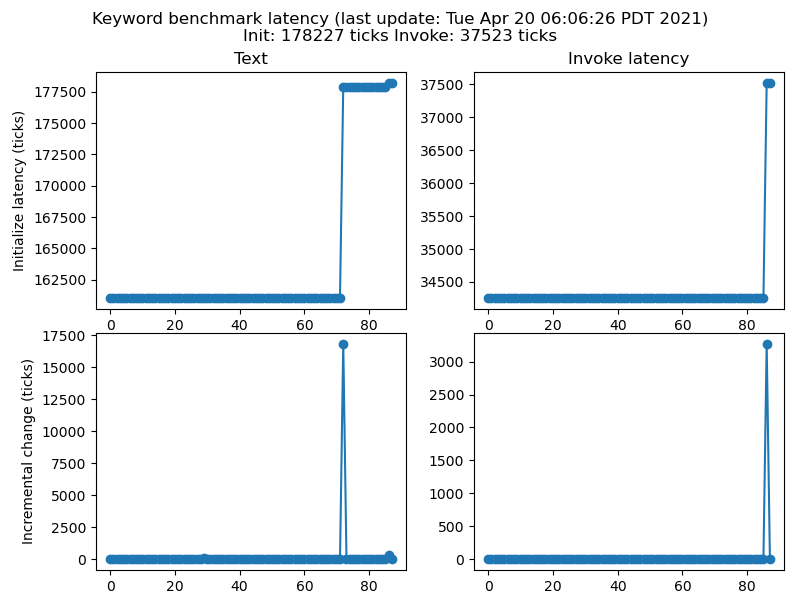 Keyword benchmark latency (last update: Tue Apr 20 06:06:26 PDT 2021)
Init: 178227 ticks Invoke: 37523 ticks
Text
Invoke latency
Initialize latency (ticks)
177500
175000
172500
170000
167500
165000
162500
0 20 40 60 80
37500
37000
36500
36000
35500
35000
34500
0 20 40 60 80
Incremental change (ticks)
17500
15000
12500
10000
7500
5000
2500
0
0 20 40 60 80
3000
2500
2000
1500
1000
500
0
0 20 40 60 80